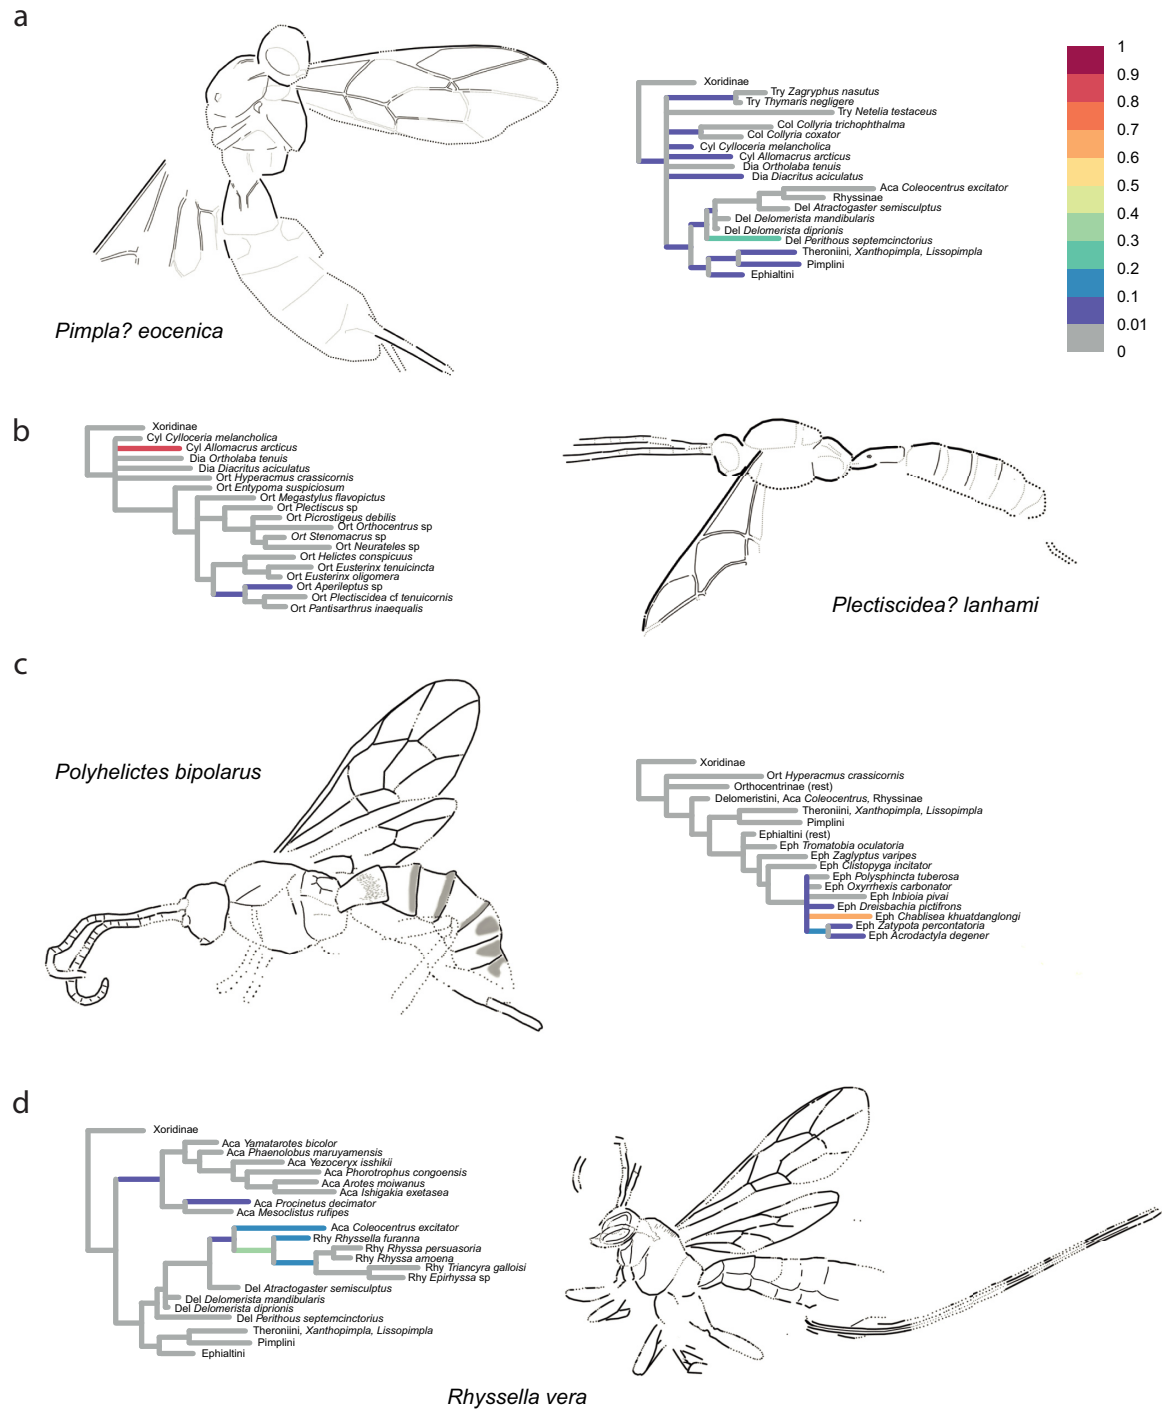 a
Xoridinae
Try Zagryphus nasutus
Try Thymaris negligere
Try Netelia testaceus
Col Collyria trichophthalma
Col Collyria coxator
Cyl Cylloceria melancholica
Cyl Allomacrus arcticus
Dia Ortholaba tenuis
Dia Diacritus aciculatus
Aca Coleocentrus excitator
Rhyssinae
Del Atractogaster semisculptus
Del Delomerista mandibularis
Del Delomerista diprionis
Del Perithous septemcinctorius
Theroniini, Xanthopimpla, Lissopimpla
Pimplini
Ephialtini
1
0.9
0.8
0.7
0.6
0.5
0.4
0.3
0.2
0.1
0.01
0
Pimpla? eocenica
b
Xoridinae
Cyl Cylloceria melancholica
Cyl Allomacrus arcticus
Dia Ortholaba tenuis
Dia Diacritus aciculatus
Ort Hyperacmus crassicornis
Ort Entypoma suspiciosum
Ort Megastylus flavopictus
Ort Plectiscus sp
Ort Picrostigeus debilis
Ort Orthocentrus sp
Ort Stenomacrus sp
Ort Neurateles sp
Ort Helictes conspicuus
Ort Eusterinx tenuicincta
Ort Eusterinx oligomera
Ort Aperileptus sp
Ort Plectiscidea cf tenuicornis
Ort Pantisarthrus inaequalis
Plectiscidea? lanhami
c
Polyhelictes bipolarus
Xoridinae
Ort Hyperacmus crassicornis
Orthocentrinae (rest)
Delomeristini, Aca Coleocentrus, Rhyssinae
Theroniini, Xanthopimpla, Lissopimpla
Pimplini
Ephialtini (rest)
Eph Tromatobia oculatoria
Eph Zaglyptus varipes
Eph Clistopyga incitator
Eph Polysphincta tuberosa
Eph Oxyrrhexis carbonator
Eph Inbioia pivai
Eph Dreisbachia pictifrons
Eph Chablisea khuatdanglongi
Eph Zatypota percontatoria
Eph Acrodactyla degener
d
Xoridinae
Aca Yamatarotes bicolor
Aca Phaenolobus maruyamensis
Aca Yezoceryx isshikii
Aca Phorotrophus congoensis
Aca Arotes moiwanus
Aca Ishigakia exetasea
Aca Procinetus decimator
Aca Mesoclistus rufipes
Aca Coleocentrus excitator
Rhy Rhyssella furanna
Rhy Rhyssa persuasoria
Rhy Rhyssa amoena
Rhy Triancyra galloisi
Rhy Epirhyssa sp
Del Atractogaster semisculptus
Del Delomerista mandibularis
Del Delomerista diprionis
Del Perithous septemcinctorius
Theroniini, Xanthopimpla, Lissopimpla
Pimplini
Ephialtini
Rhyssella vera